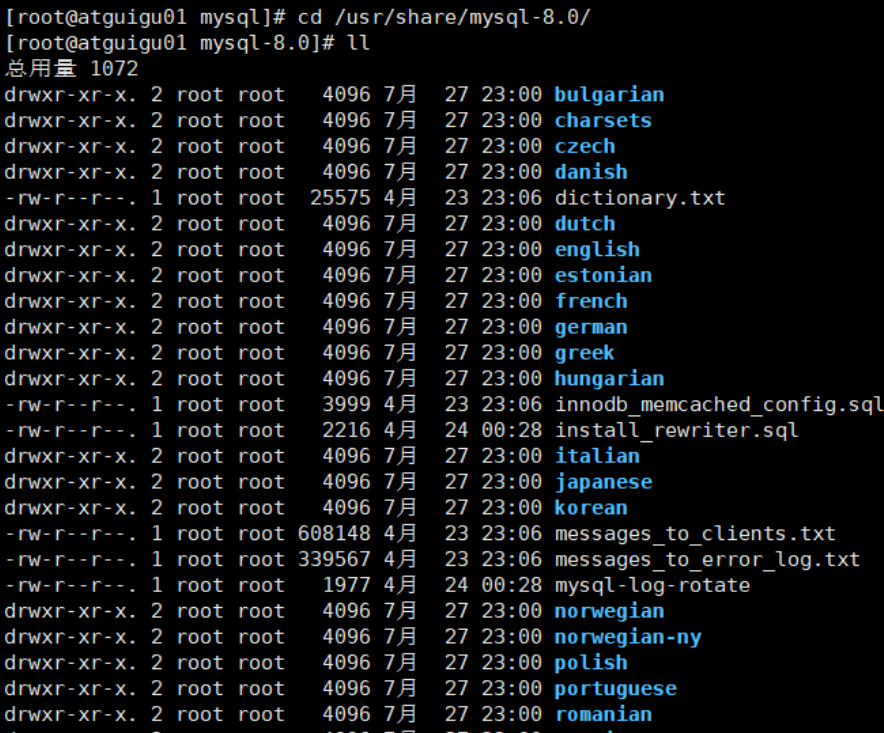 [root@atguigu01 mysql]# cd /usr/share/mysql-8.0/
[root@atguigu01 mysql-8.0]# ll
总用量 1072
drwxr-xr-x. 2 root root   4096 7月  27 23:00 bulgarian
drwxr-xr-x. 2 root root   4096 7月  27 23:00 charsets
drwxr-xr-x. 2 root root   4096 7月  27 23:00 czech
drwxr-xr-x. 2 root root   4096 7月  27 23:00 danish
-rw-r--r--. 1 root root  25575 4月  23 23:06 dictionary.txt
drwxr-xr-x. 2 root root   4096 7月  27 23:00 dutch
drwxr-xr-x. 2 root root   4096 7月  27 23:00 english
drwxr-xr-x. 2 root root   4096 7月  27 23:00 estonian
drwxr-xr-x. 2 root root   4096 7月  27 23:00 french
drwxr-xr-x. 2 root root   4096 7月  27 23:00 german
drwxr-xr-x. 2 root root   4096 7月  27 23:00 greek
drwxr-xr-x. 2 root root   4096 7月  27 23:00 hungarian
-rw-r--r--. 1 root root   3999 4月  23 23:06 innodb_memcached_config.sql
-rw-r--r--. 1 root root   2216 4月  24 00:28 install_rewriter.sql
drwxr-xr-x. 2 root root   4096 7月  27 23:00 italian
drwxr-xr-x. 2 root root   4096 7月  27 23:00 japanese
drwxr-xr-x. 2 root root   4096 7月  27 23:00 korean
-rw-r--r--. 1 root root 608148 4月  23 23:06 messages_to_clients.txt
-rw-r--r--. 1 root root 339567 4月  23 23:06 messages_to_error_log.txt
-rw-r--r--. 1 root root   1977 4月  24 00:28 mysql-log-rotate
drwxr-xr-x. 2 root root   4096 7月  27 23:00 norwegian
drwxr-xr-x. 2 root root   4096 7月  27 23:00 norwegian-ny
drwxr-xr-x. 2 root root   4096 7月  27 23:00 polish
drwxr-xr-x. 2 root root   4096 7月  27 23:00 portuguese
drwxr-xr-x. 2 root root   4096 7月  27 23:00 romanian